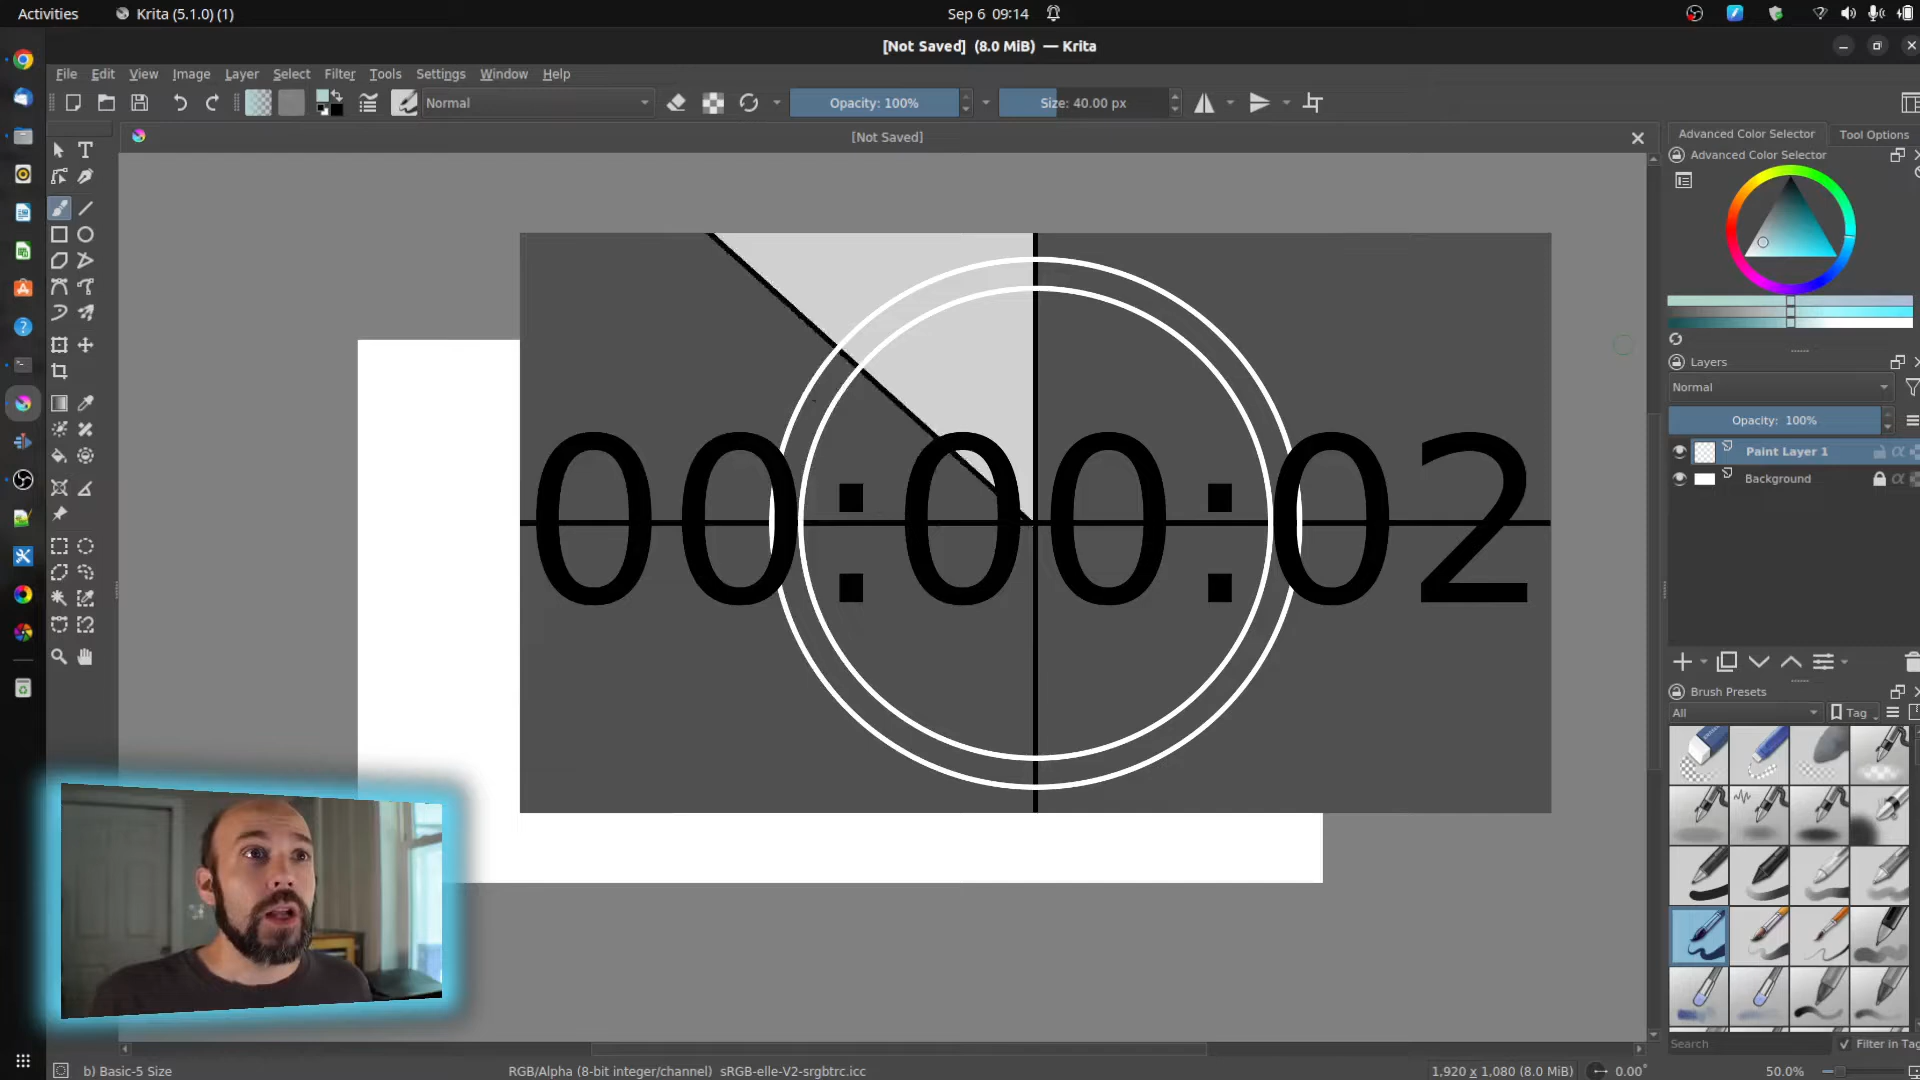 Activities
Krita (5.1.0) (1)
Sep 6 09:14
[Not Saved] (8.0 MiB) — Krita
File Edit View Image Layer Select Filter Tools Settings Window Help
Normal
Opacity: 100%
Size: 40.00 px
[Not Saved]
Advanced Color Selector
Tool Options
Advanced Color Selector
Layers
Normal
Opacity: 100%
Paint Layer 1
Background
00:00:02
Brush Presets
All
Tag
Search
Filter in Tag
b) Basic-5 Size
RGB/Alpha (8-bit integer/channel) sRGB-elle-V2-srgbtrc.icc
1,920 x 1,080 (8.0 MiB)
0.00°
50.0%